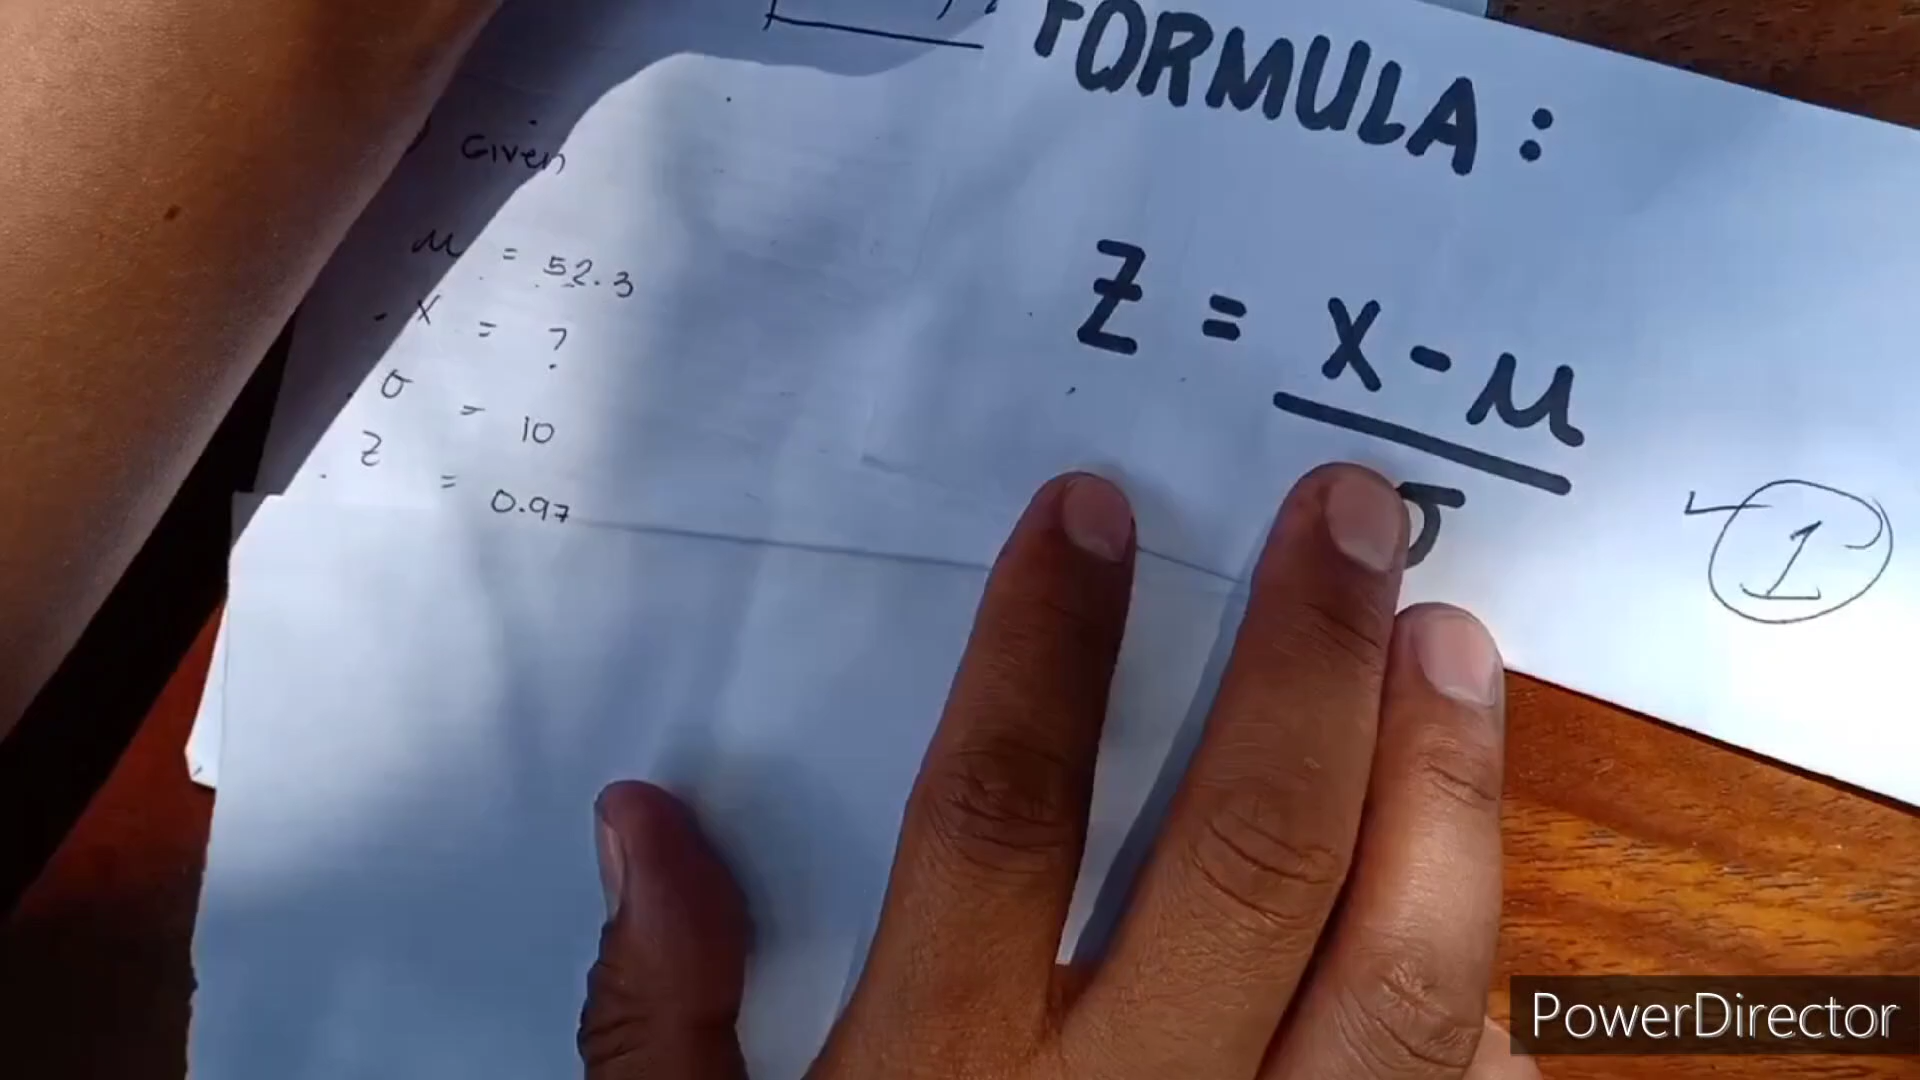 FORMULA :
Given
μ = 52.3
X = ?
σ = 10
Z = 0.97
Z = X - μ
σ
1
PowerDirector